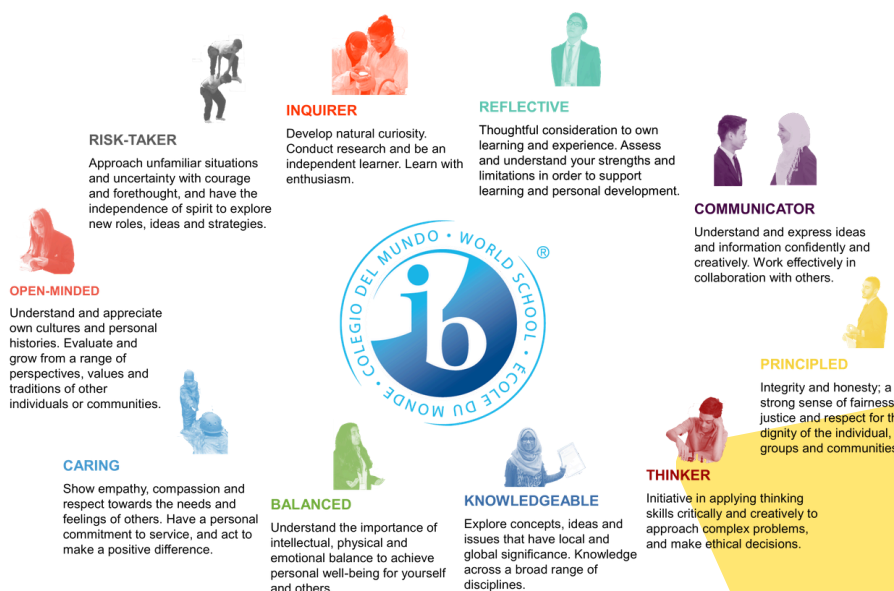 RISK-TAKER
Approach unfamiliar situations
and uncertainty with courage
and forethought, and have the
independence of spirit to explore
new roles, ideas and strategies.
INQUIRER
Develop natural curiosity.
Conduct research and be an
independent learner. Learn with
enthusiasm.
REFLECTIVE
Thoughtful consideration to own
learning and experience. Assess
and understand your strengths and
limitations in order to support
learning and personal development.
COMMUNICATOR
Understand and express ideas
and information confidently and
creatively. Work effectively in
collaboration with others.
OPEN-MINDED
Understand and appreciate
own cultures and personal
histories. Evaluate and
grow from a range of
perspectives, values and
traditions of other
individuals or communities.
COLEGIO DEL MUNDO • WORLD SCHOOL • ÉCOLE DU MONDE •
®
ib
PRINCIPLED
Integrity and honesty; a
strong sense of fairness
justice and respect for
dignity of the individual,
groups and communities
CARING
Show empathy, compassion and
respect towards the needs and
feelings of others. Have a personal
commitment to service, and act to
make a positive difference.
BALANCED
Understand the importance of
intellectual, physical and
emotional balance to achieve
personal well-being for yourself
and others
KNOWLEDGEABLE
Explore concepts, ideas and
issues that have local and
global significance. Knowledge
across a broad range of
disciplines.
THINKER
Initiative in applying thinking
skills critically and creatively to
approach complex problems,
and make ethical decisions.